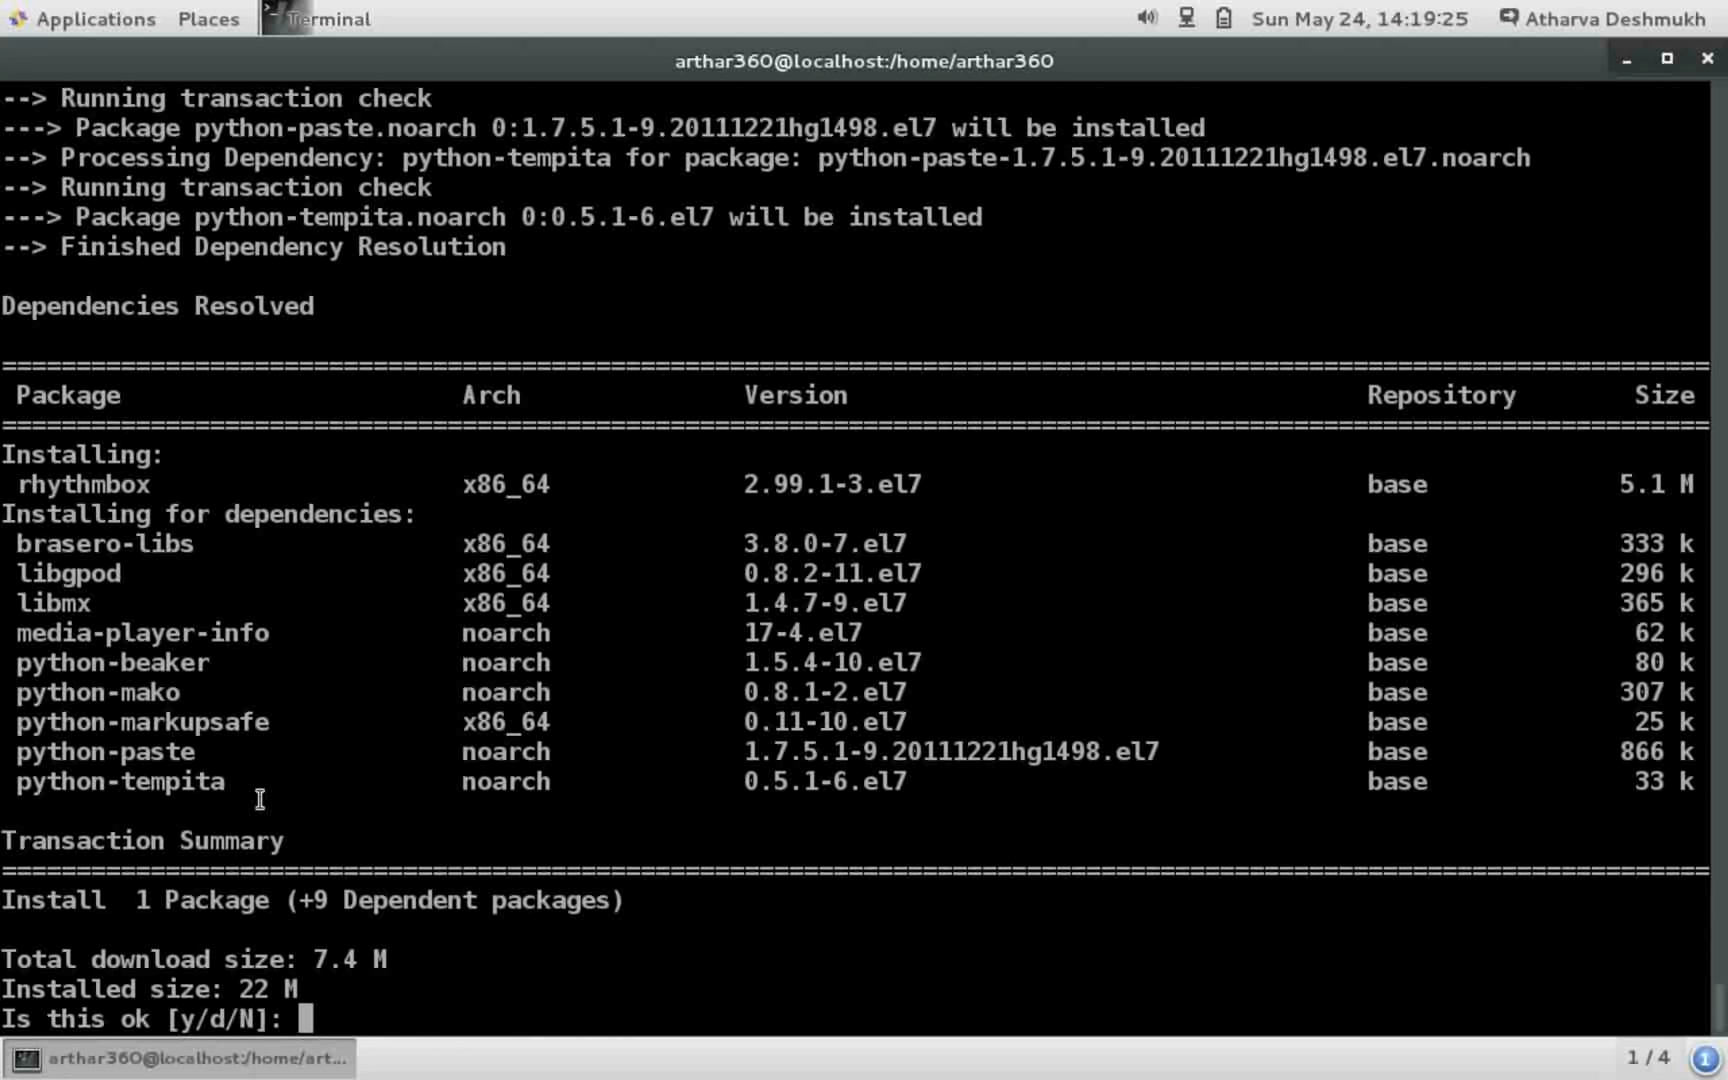 Applications Places Terminal Sun May 24, 14:19:25 Atharva Deshmukh
arthar360@localhost:/home/arthar360
--> Running transaction check
---> Package python-paste.noarch 0:1.7.5.1-9.20111221hg1498.el7 will be installed
--> Processing Dependency: python-tempita for package: python-paste-1.7.5.1-9.20111221hg1498.el7.noarch
--> Running transaction check
---> Package python-tempita.noarch 0:0.5.1-6.el7 will be installed
--> Finished Dependency Resolution
Dependencies Resolved
Package Arch Version Repository Size
Installing:
rhythmbox x86_64 2.99.1-3.el7 base 5.1 M
Installing for dependencies:
brasero-libs x86_64 3.8.0-7.el7 base 333 k
libgpod x86_64 0.8.2-11.el7 base 296 k
libmx x86_64 1.4.7-9.el7 base 365 k
media-player-info noarch 17-4.el7 base 62 k
python-beaker noarch 1.5.4-10.el7 base 80 k
python-mako noarch 0.8.1-2.el7 base 307 k
python-markupsafe x86_64 0.11-10.el7 base 25 k
python-paste noarch 1.7.5.1-9.20111221hg1498.el7 base 866 k
python-tempita noarch 0.5.1-6.el7 base 33 k
Transaction Summary
Install 1 Package (+9 Dependent packages)
Total download size: 7.4 M
Installed size: 22 M
Is this ok [y/d/N]:
arthar360@localhost:/home/art... 1 / 4 1